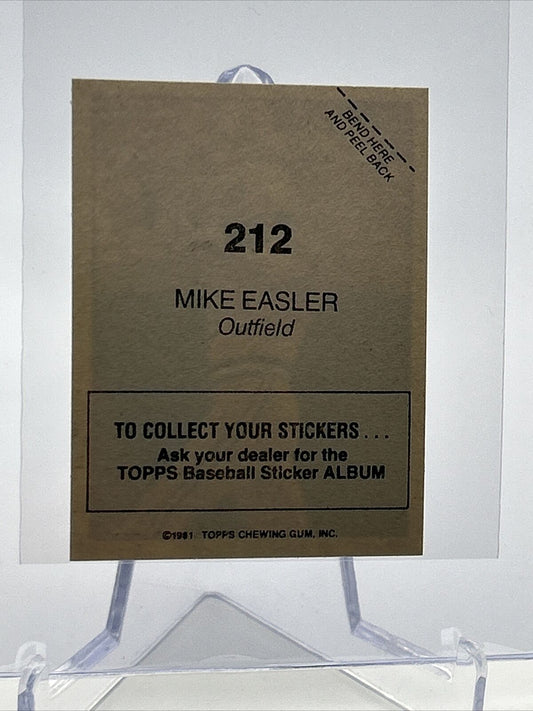 BEND HERE
AND PEEL BACK
212
MIKE EASLER
Outfield
TO COLLECT YOUR STICKERS...
Ask your dealer for the
TOPPS Baseball Sticker ALBUM
©1981 TOPPS CHEWING GUM, INC.